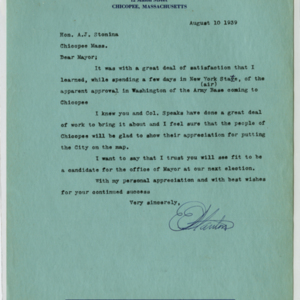 CHICOPEE, MASSACHUSETTS
August 10 1939
Hon. A.J. Stonina
Chicopee Mass.
Dear Mayor;
It was with a great deal of satisfaction that I
learned, while spending a few days in New York State, of the
(air)
apparent approval in Washington of the Army Base coming to
Chicopee
I know you and Col. Speaks have done a great deal
of work to bring it about and I feel sure that the people of
Chicopee will be glad to show their appreciation for putting
the City on the map.
I want to say that I trust you will see fit to be
a candidate for the office of Mayor at our next election.
With my personal appreciation and with best wishes
for your continued success
Very sincerely,